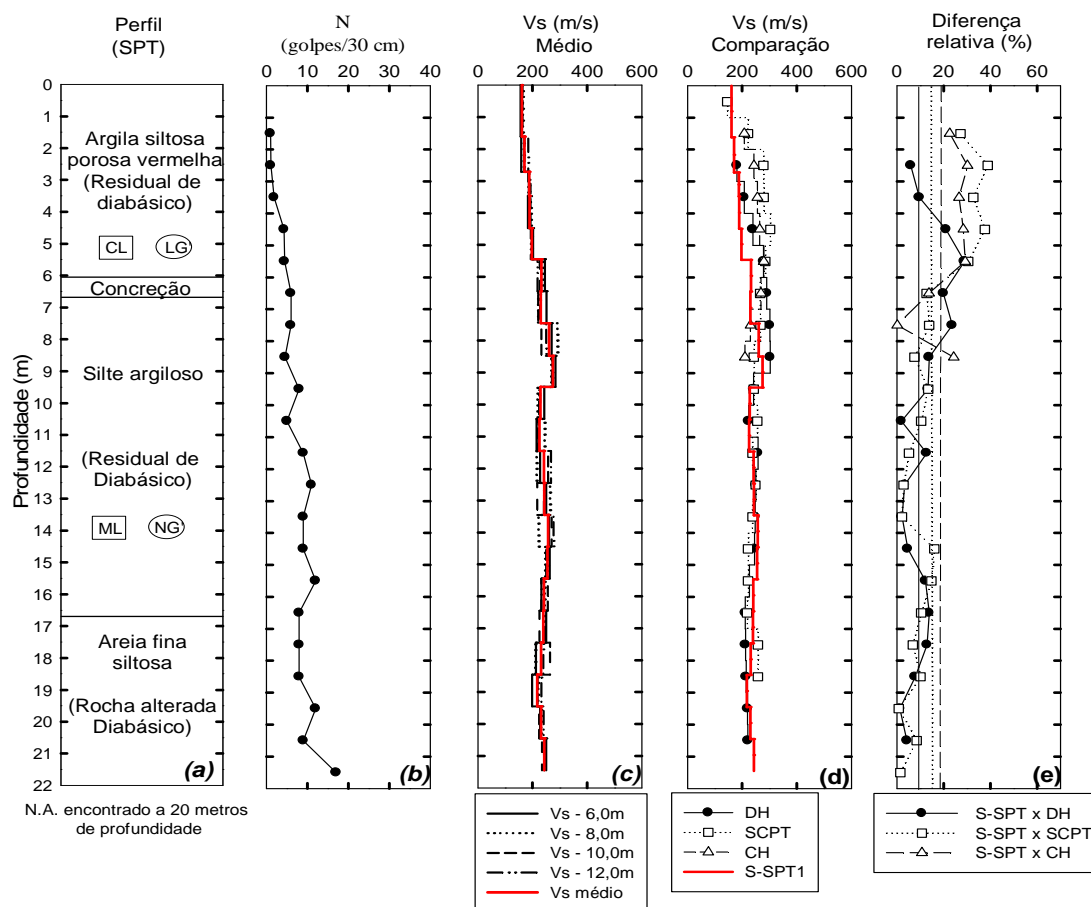 Perfil
(SPT)
N
(golpes/30 cm)
Vs (m/s)
Médio
Vs (m/s)
Comparação
Diferença
relativa (%)
0 10 20 30 40
0 200 400 600
0 200 400 600
0 20 40 60
Profundidade (m)
0
1
2
3
4
5
6
7
8
9
10
11
12
13
14
15
16
17
18
19
20
21
22
Argila siltosa
porosa vermelha
(Residual de
diabásico)
CL LG
Concreção
Silte argiloso
(Residual de
Diabásico)
ML NG
Areia fina
siltosa
(Rocha alterada
Diabásico)
(a)
(b)
(c)
(d)
(e)
N.A. encontrado a 20 metros
de profundidade
Vs - 6,0m
Vs - 8,0m
Vs - 10,0m
Vs - 12,0m
Vs médio
DH
SCPT
CH
S-SPT1
S-SPT x DH
S-SPT x SCPT
S-SPT x CH